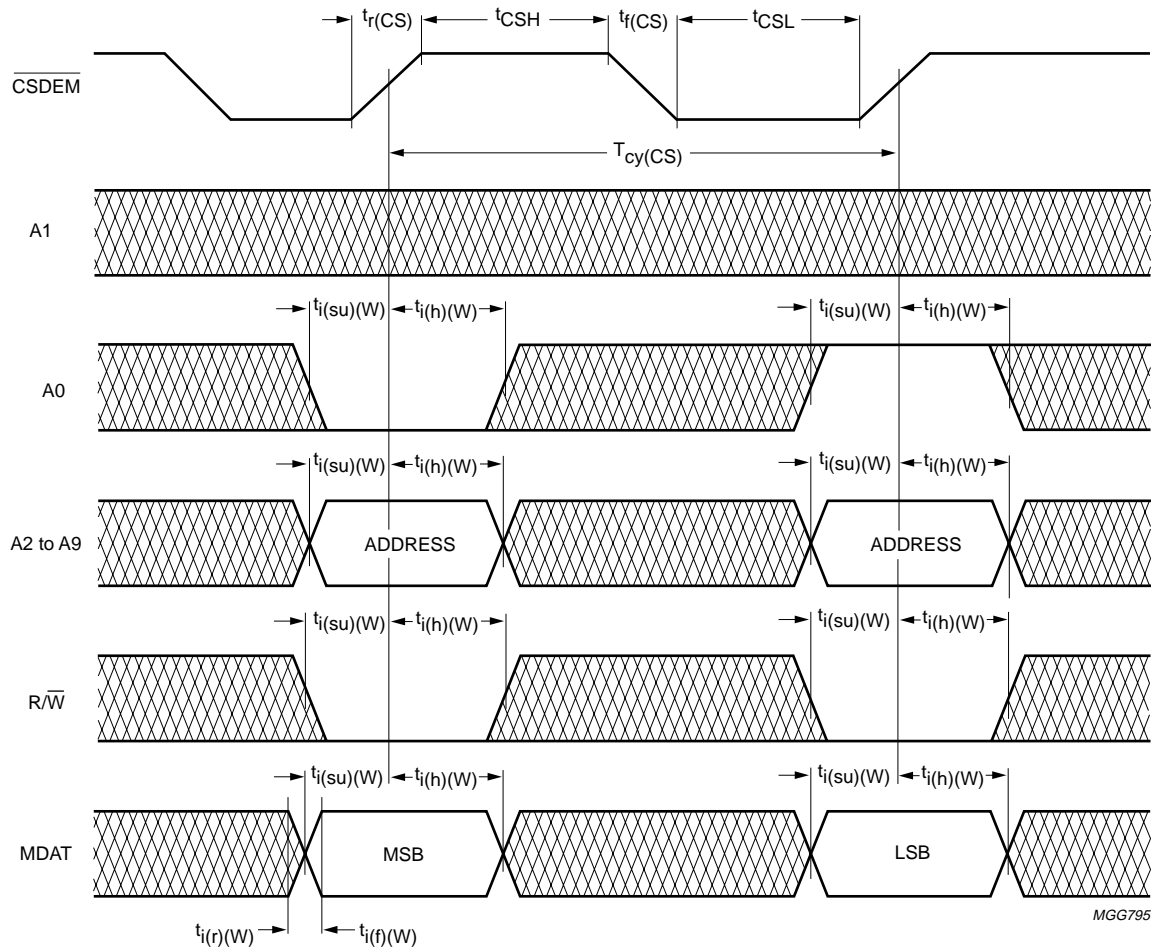 tr(CS) tCSH tf(CS) tCSL
CSDEM
Tcy(CS)
A1
ti(su)(W) ti(h)(W) ti(su)(W) ti(h)(W)
A0
ti(su)(W) ti(h)(W) ti(su)(W) ti(h)(W)
A2 to A9 ADDRESS ADDRESS
ti(su)(W) ti(h)(W) ti(su)(W) ti(h)(W)
R/W
ti(su)(W) ti(h)(W) ti(su)(W) ti(h)(W)
MDAT MSB LSB
MGG795
ti(r)(W) ti(f)(W)